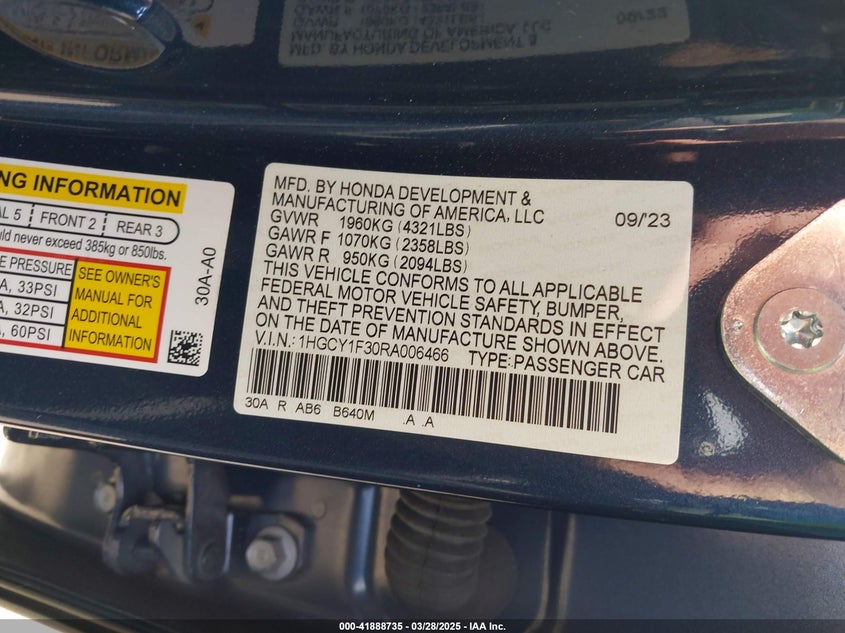 NG INFORMATION
AL 5 FRONT 2 REAR 3
uld never exceed 385kg or 850lbs.
E PRESSURE
A, 33PSI
A, 32PSI
A, 60PSI
SEE OWNER'S
MANUAL FOR
ADDITIONAL
INFORMATION
30A-A0
MFD. BY HONDA DEVELOPMENT &
MANUFACTURING OF AMERICA, LLC 09/23
GVWR 1960KG (4321LBS)
GAWR F 1070KG (2358LBS)
GAWR R 950KG (2094LBS)
THIS VEHICLE CONFORMS TO ALL APPLICABLE
FEDERAL MOTOR VEHICLE SAFETY, BUMPER,
AND THEFT PREVENTION STANDARDS IN EFFECT
ON THE DATE OF MANUFACTURE SHOWN ABOVE.
V.I.N.: 1HGCY1F30RA006466 TYPE: PASSENGER CAR
30A R AB6 B640M .A .A
000-41888735 — 03/28/2025 — IAA Inc.